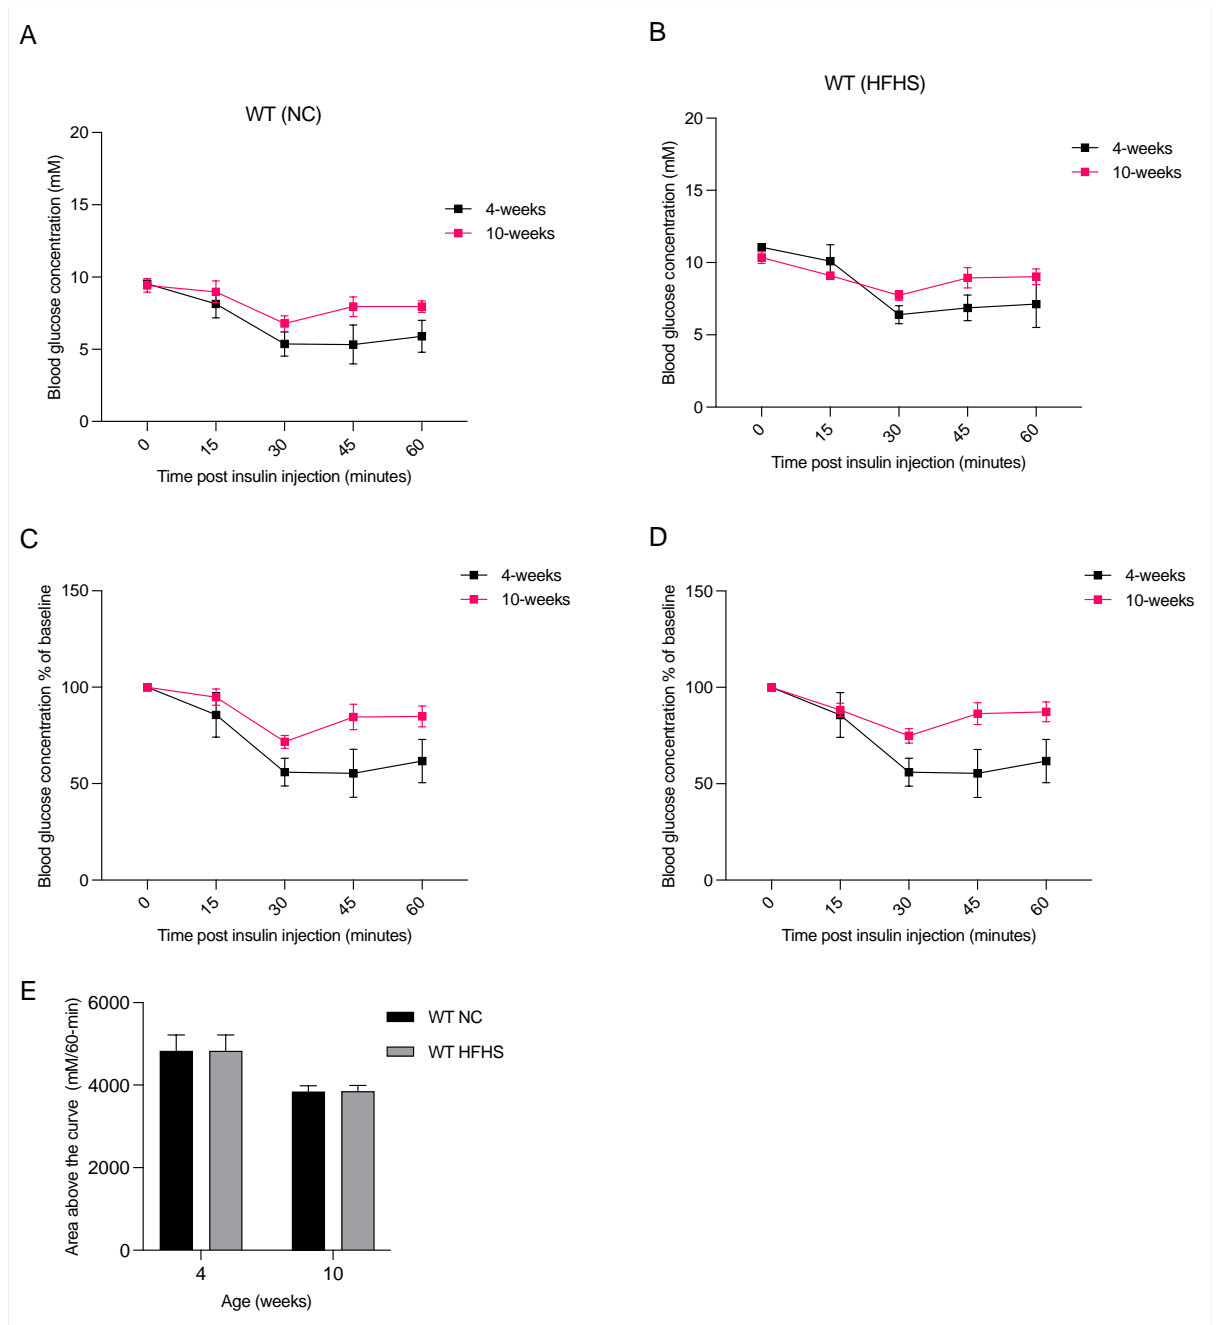 A
WT (NC)
Blood glucose concentration (mM)
20
15
10
5
0
0
15
30
45
60
Time post insulin injection (minutes)
4-weeks
10-weeks
B
WT (HFHS)
Blood glucose concentration (mM)
20
15
10
5
0
0
15
30
45
60
Time post insulin injection (minutes)
4-weeks
10-weeks
C
Blood glucose concentration % of baseline
150
100
50
0
0
15
30
45
60
Time post insulin injection (minutes)
4-weeks
10-weeks
D
Blood glucose concentration % of baseline
150
100
50
0
0
15
30
45
60
Time post insulin injection (minutes)
4-weeks
10-weeks
E
Area above the curve (mM/60-min)
6000
4000
2000
0
4
10
Age (weeks)
WT NC
WT HFHS